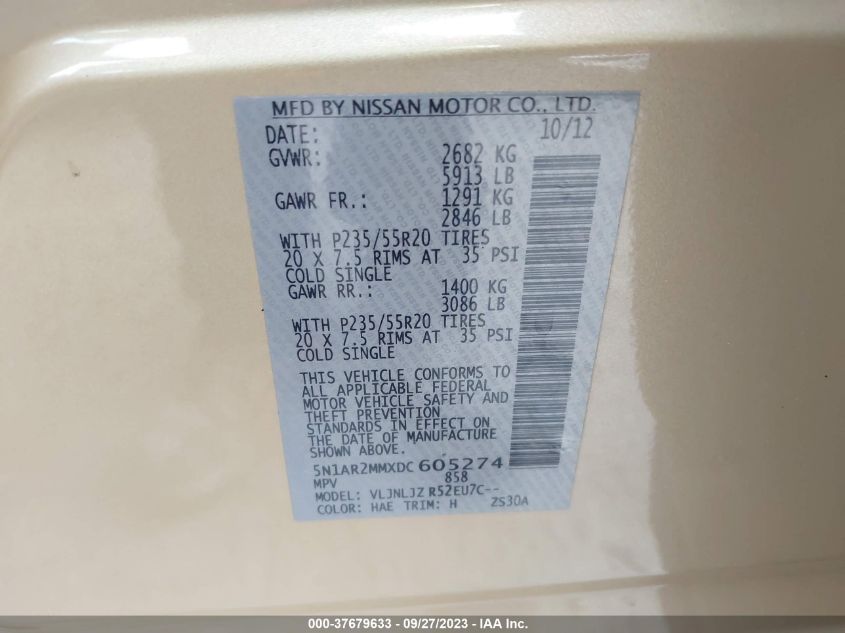 MFD BY NISSAN MOTOR CO., LTD.
DATE: 10/12
GVWR: 2682 KG
5913 LB
GAWR FR.: 1291 KG
2846 LB
WITH P235/55R20 TIRES
20 X 7.5 RIMS AT 35 PSI
COLD SINGLE
GAWR RR.: 1400 KG
3086 LB
WITH P235/55R20 TIRES
20 X 7.5 RIMS AT 35 PSI
COLD SINGLE
THIS VEHICLE CONFORMS TO
ALL APPLICABLE FEDERAL
MOTOR VEHICLE SAFETY AND
THEFT PREVENTION
STANDARDS IN EFFECT ON
THE DATE OF MANUFACTURE
SHOWN ABOVE.
5N1AR2MMXDC 605274
MPV 858
MODEL: VLJNLJZ R52EU7C--
COLOR: HAE TRIM: H ZS30A
000-37679633 - 09/27/2023 - IAA Inc.